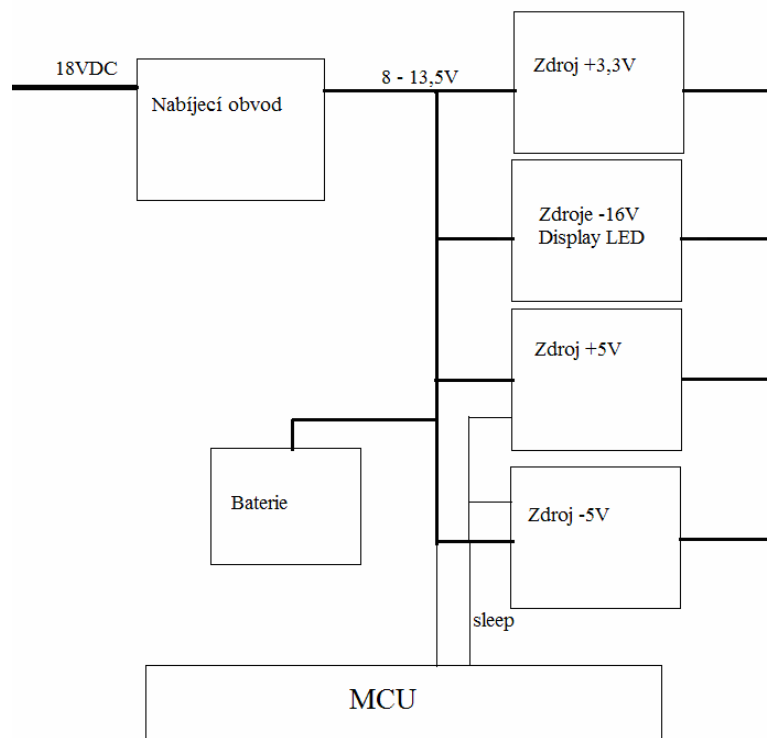 18VDC
Nabíjecí obvod
8 - 13,5V
Zdroj +3,3V
Zdroje -16V
Display LED
Zdroj +5V
Baterie
Zdroj -5V
sleep
MCU